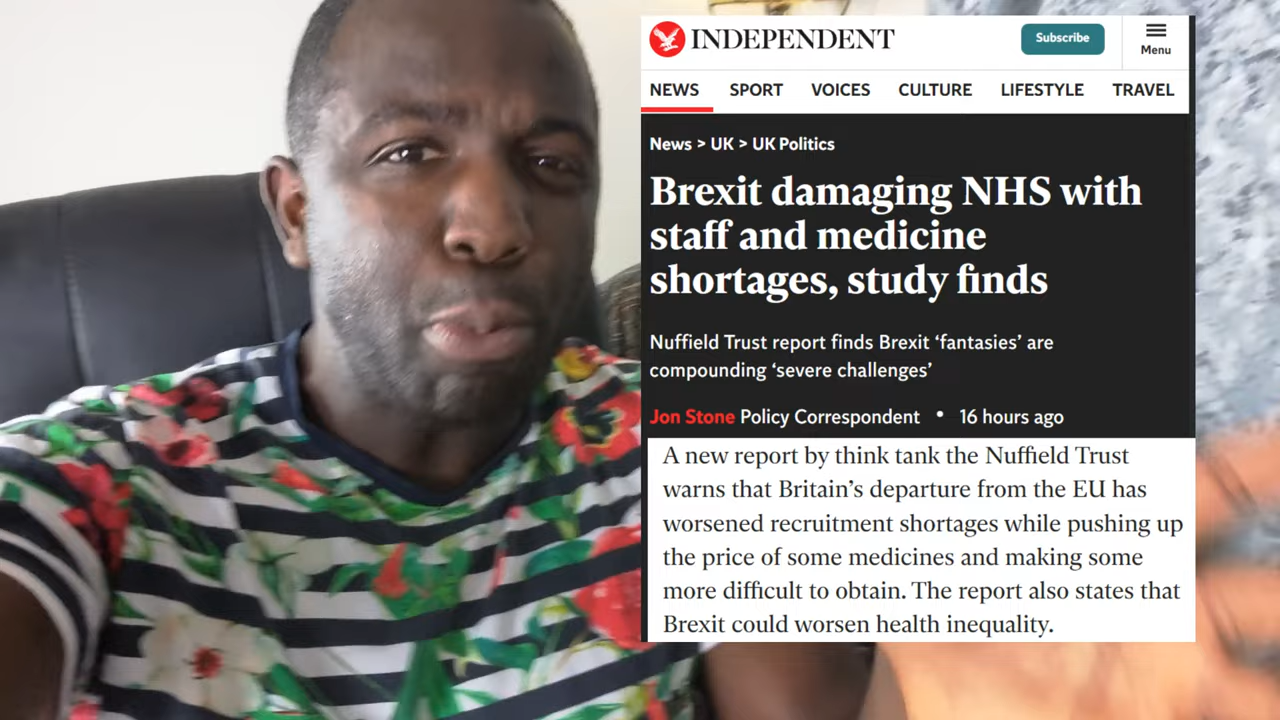 INDEPENDENT
Subscribe
Menu
NEWS SPORT VOICES CULTURE LIFESTYLE TRAVEL
News > UK > UK Politics
Brexit damaging NHS with
staff and medicine
shortages, study finds
Nuffield Trust report finds Brexit ‘fantasies’ are
compounding ‘severe challenges’
Jon Stone Policy Correspondent • 16 hours ago
A new report by think tank the Nuffield Trust
warns that Britain’s departure from the EU has
worsened recruitment shortages while pushing up
the price of some medicines and making some
more difficult to obtain. The report also states that
Brexit could worsen health inequality.